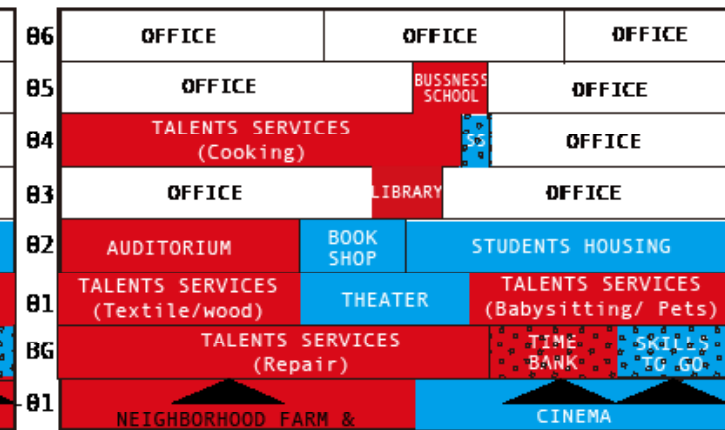 06 OFFICE OFFICE OFFICE
05 OFFICE BUSSNESS SCHOOL OFFICE
04 TALENTS SERVICES (Cooking) SS OFFICE
03 OFFICE LIBRARY OFFICE
02 AUDITORIUM BOOK SHOP STUDENTS HOUSING
01 TALENTS SERVICES (Textile/wood) THEATER TALENTS SERVICES (Babysitting/ Pets)
BG TALENTS SERVICES (Repair) TIME BANK SKILLS TO GO
-01 NEIGHBORHOOD FARM & CINEMA